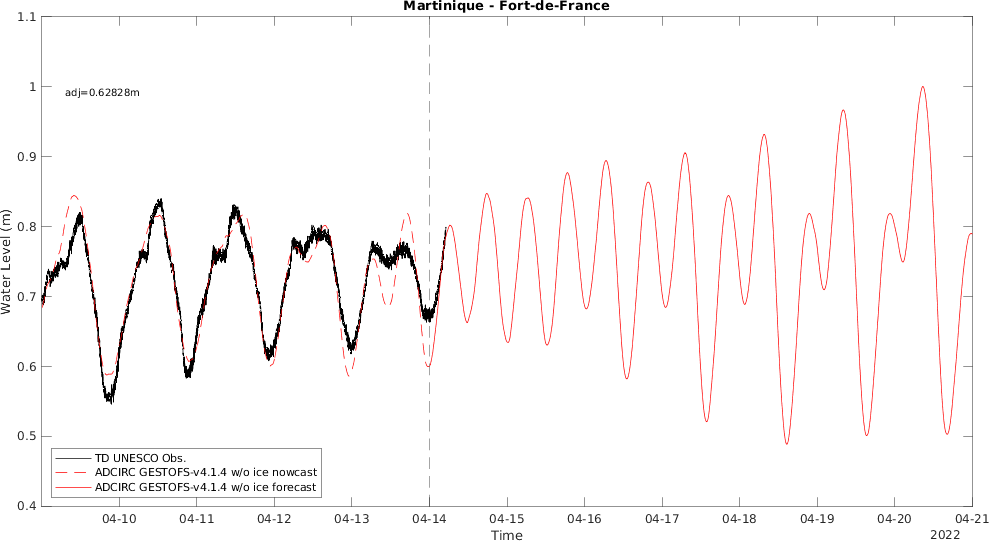 Martinique - Fort-de-France
1.1
1
0.9
0.8
0.7
0.6
0.5
0.4
Water Level (m)
adj=0.62828m
TD UNESCO Obs.
ADCIRC GESTOFS-v4.1.4 w/o ice nowcast
ADCIRC GESTOFS-v4.1.4 w/o ice forecast
04-10 04-11 04-12 04-13 04-14 04-15 04-16 04-17 04-18 04-19 04-20 04-21
Time
2022